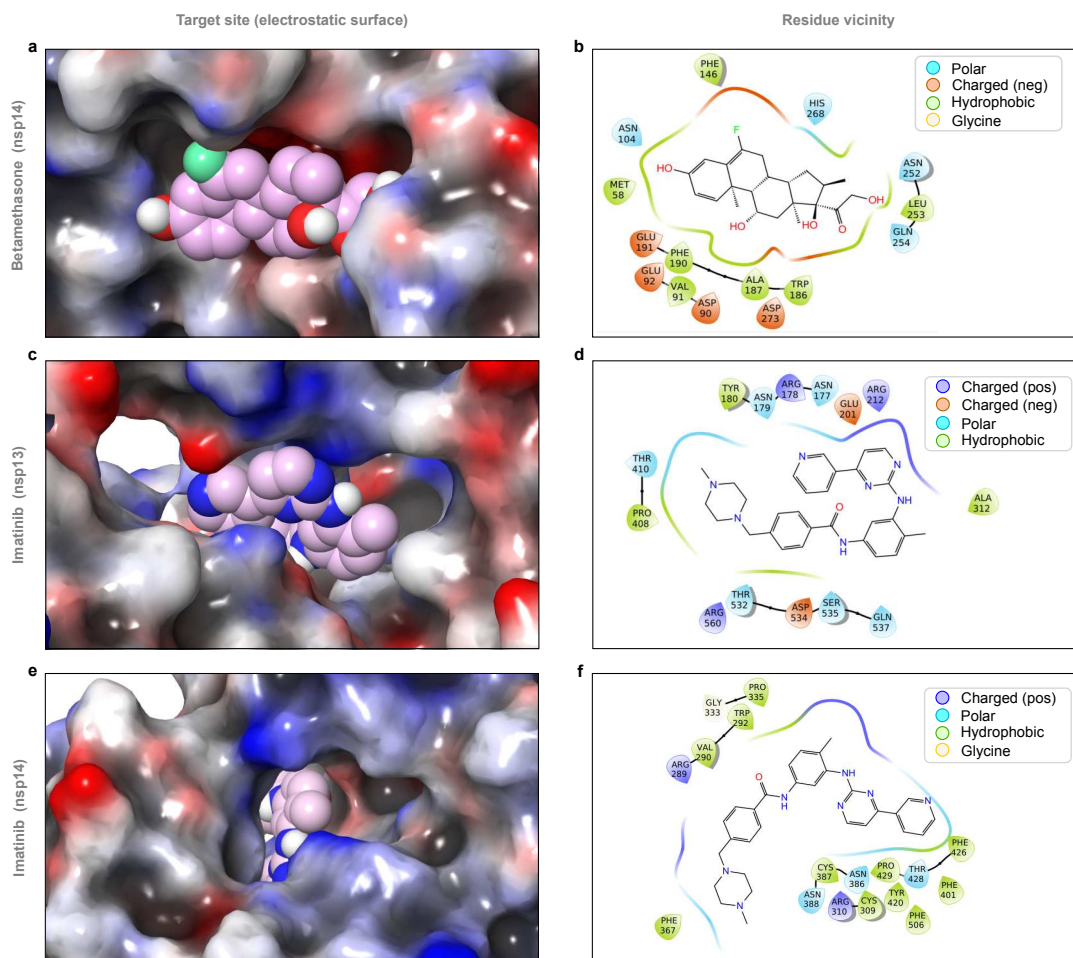 Target site (electrostatic surface)
Residue vicinity
Betamethasone (nsp14)
a
b
PHE
146
HIS
268
ASN
104
F
HO
MET
58
ASN
252
LEU
253
GLN
254
OH
O
HO
HO
GLU
191
PHE
190
GLU
92
VAL
91
ASP
90
ALA
187
TRP
186
ASP
273
Polar
Charged (neg)
Hydrophobic
Glycine
Imatinib (nsp13)
c
d
TYR
180
ASN
179
ARG
178
ASN
177
GLU
201
ARG
212
THR
410
PRO
408
ALA
312
N
N
N
N
N
NH
O
NH
ARG
560
THR
532
ASP
534
SER
535
GLN
537
Charged (pos)
Charged (neg)
Polar
Hydrophobic
Imatinib (nsp14)
e
f
PRO
335
GLY
333
TRP
292
VAL
290
ARG
289
O
NH
NH
N
N
N
N
N
PHE
426
CYS
387
ASN
386
PRO
429
THR
428
PHE
401
ASN
388
ARG
310
CYS
309
TYR
420
PHE
506
PHE
367
Charged (pos)
Polar
Hydrophobic
Glycine